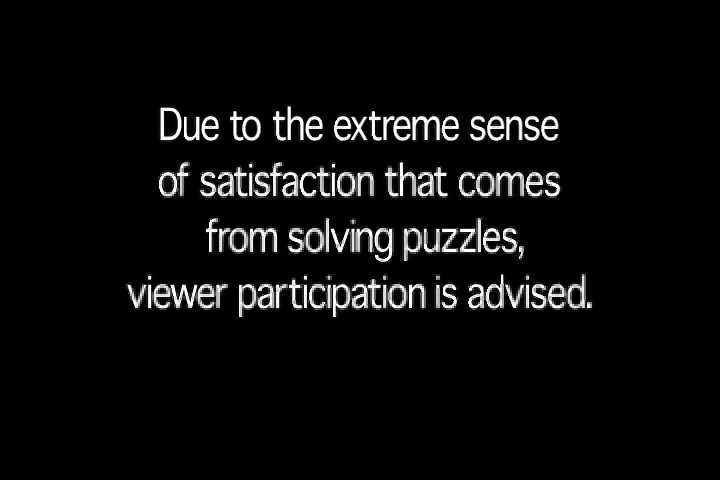 Due to the extreme sense
of satisfaction that comes
from solving puzzles,
viewer participation is advised.